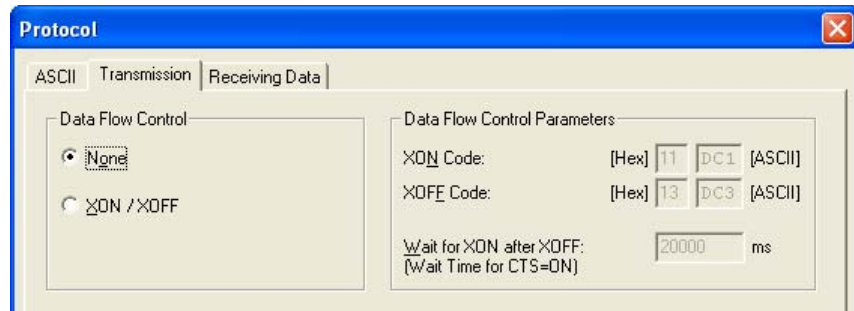 Protocol
ASCII Transmission Receiving Data
Data Flow Control
None
XON / XOFF
Data Flow Control Parameters
XON Code: [Hex] 11 DC1 [ASCII]
XOFF Code: [Hex] 13 DC3 [ASCII]
Wait for XON after XOFF: 20000 ms
(Wait Time for CTS=ON)